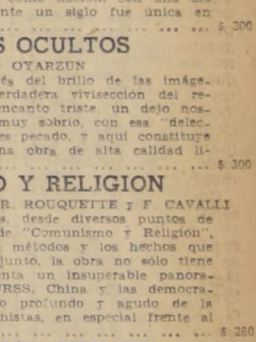 nte un siglo fue única en
... ... ... ... ... $ 300
S OCULTOS
OYARZUN
és del brillo de las imáge-
verdadera vivisección del re-
encanto triste, un dejo nos-
muy sobrio, con esa "delec-
es pecado, y aquí constituye
na obra de alta calidad li-
... ... ... ... ... $ 300
O Y RELIGION
R. ROUQUETTE y F. CAVALLI
s, desde diversos puntos de
de "Comunismo y Religión",
métodos y los hechos que
junto, la obra no sólo tiene
enta un insuperable panora-
URSS, China y las democra-
o profundo y agudo de la
nistas, en especial frente al
... ... ... ... ... $ 280